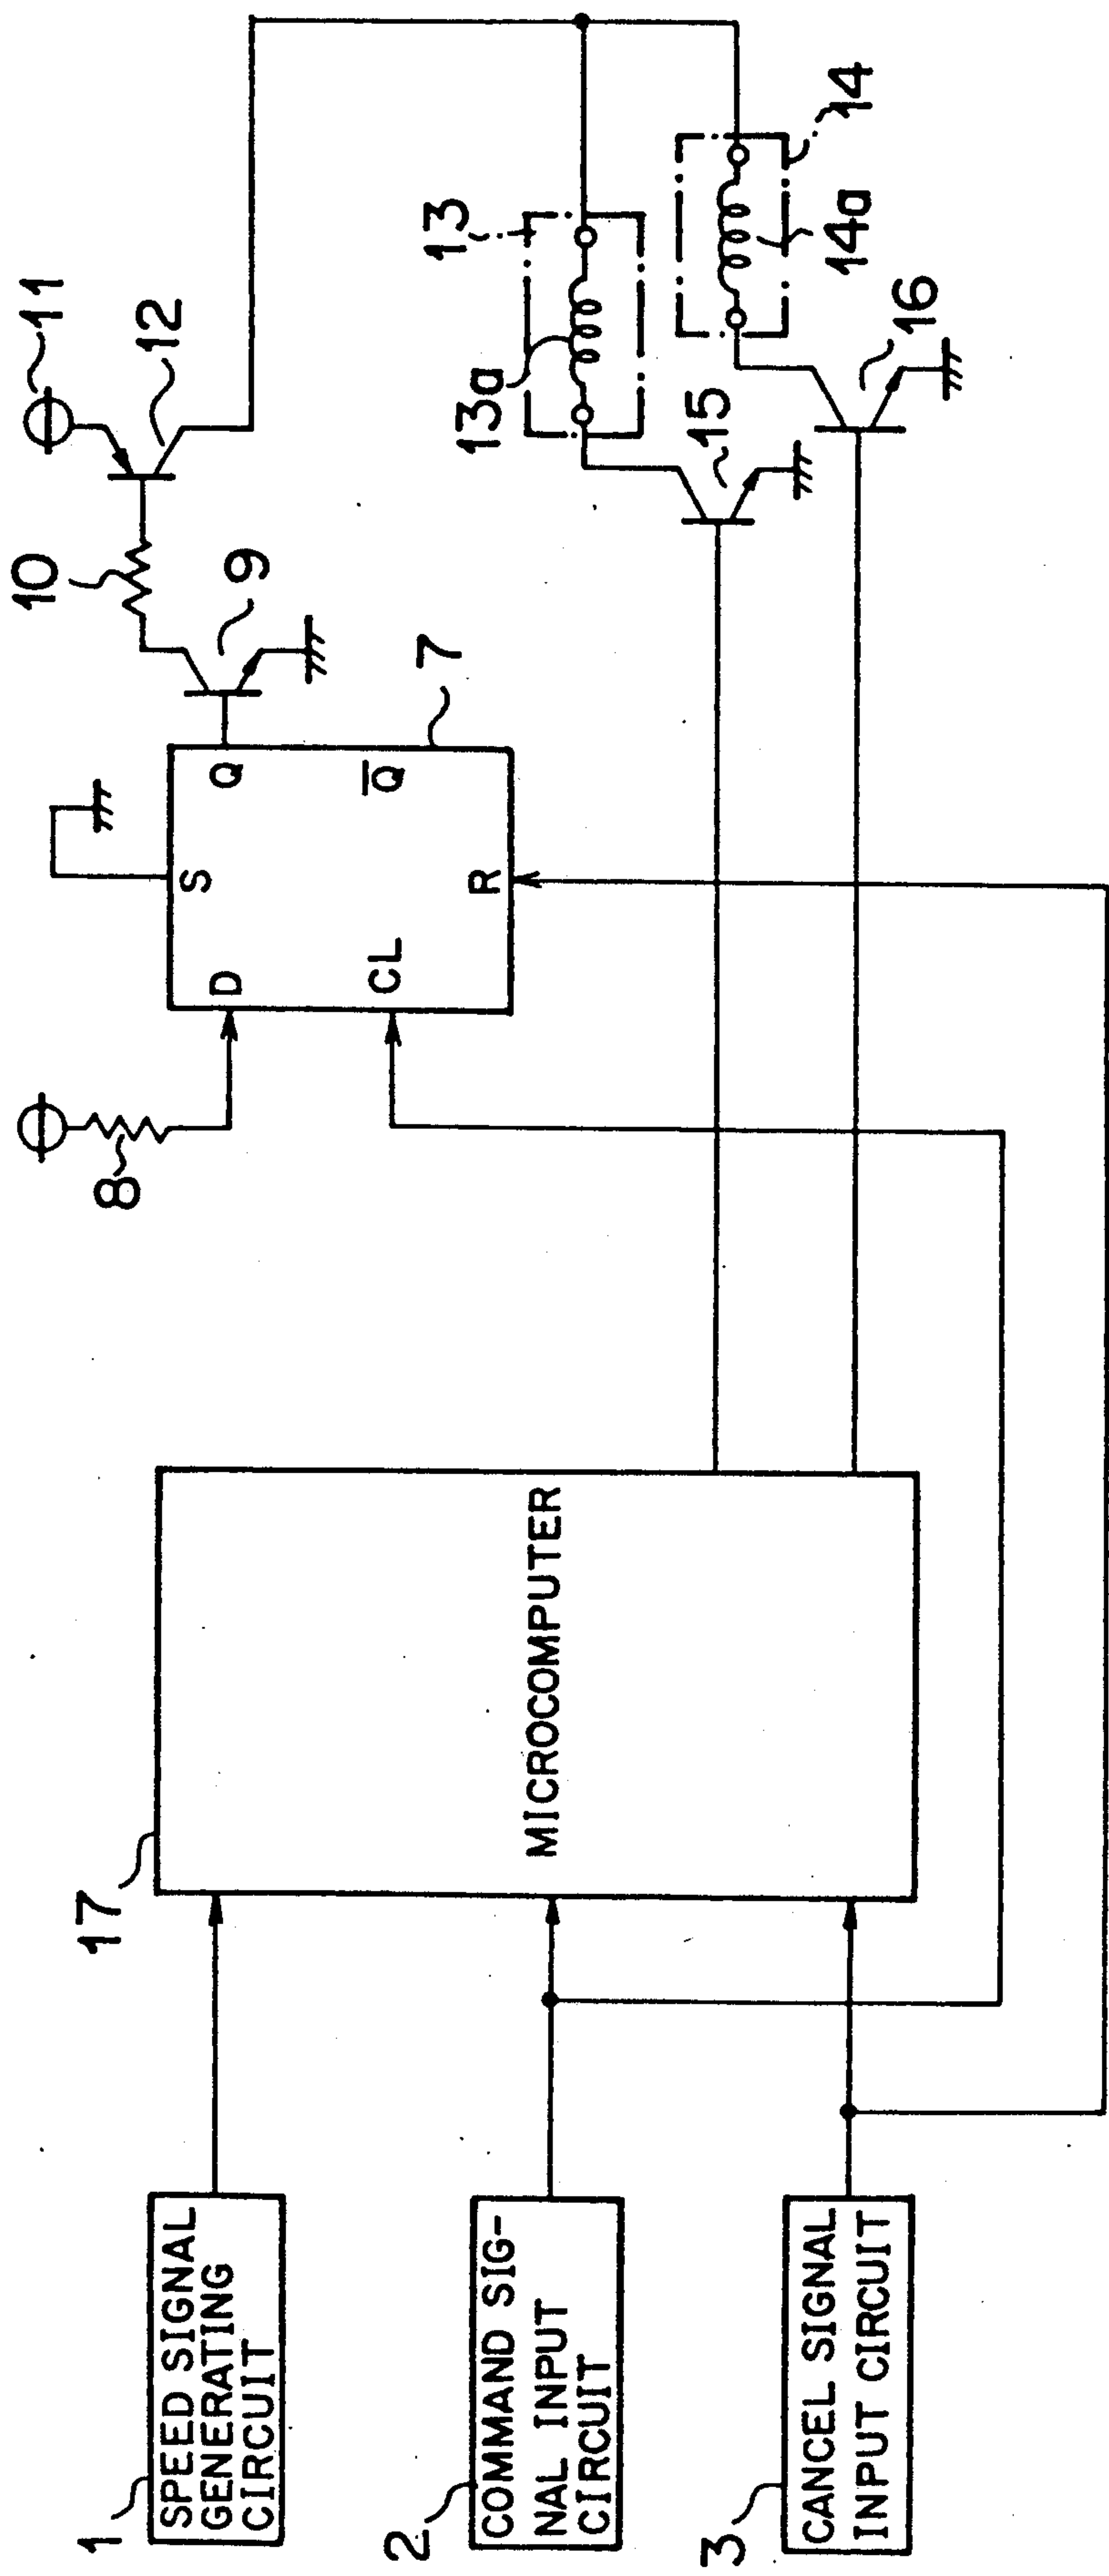 1
SPEED SIGNAL
GENERATING
CIRCUIT
2
COMMAND SIG-
NAL INPUT
CIRCUIT
3
CANCEL SIGNAL
INPUT CIRCUIT
17
MICROCOMPUTER
8
D
S
Q
CL
Q̅
R
7
9
10
11
12
13
13a
14
14a
15
16